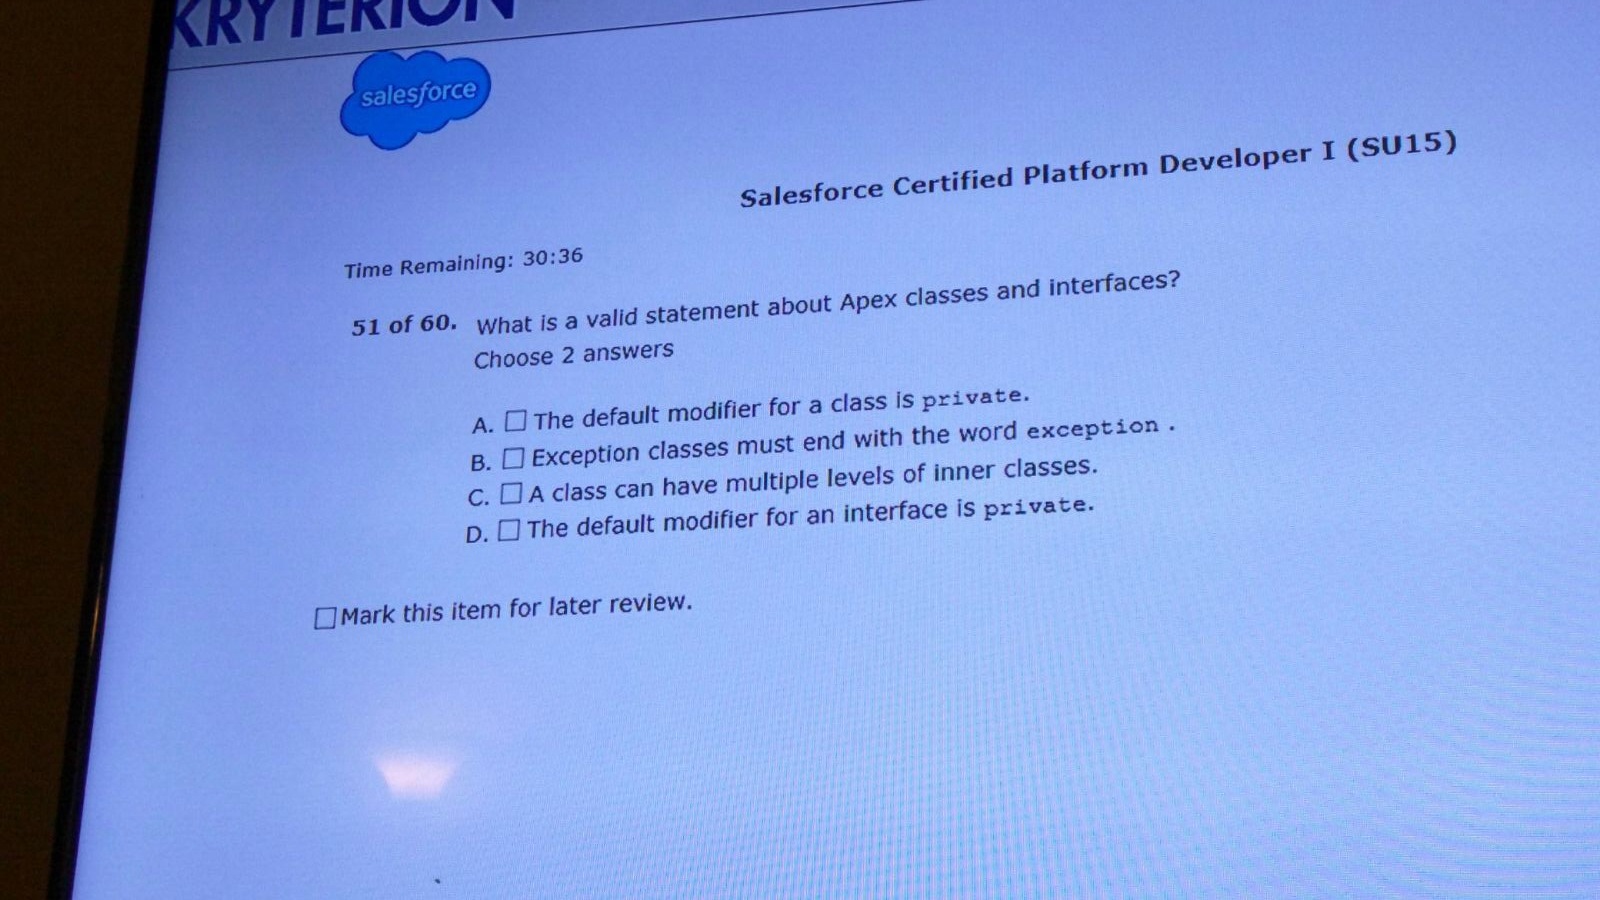 KRYTERION
salesforce
Salesforce Certified Platform Developer I (SU15)
Time Remaining: 30:36
51 of 60. What is a valid statement about Apex classes and interfaces?
Choose 2 answers
A. The default modifier for a class is private.
B. Exception classes must end with the word exception .
C. A class can have multiple levels of inner classes.
D. The default modifier for an interface is private.
Mark this item for later review.